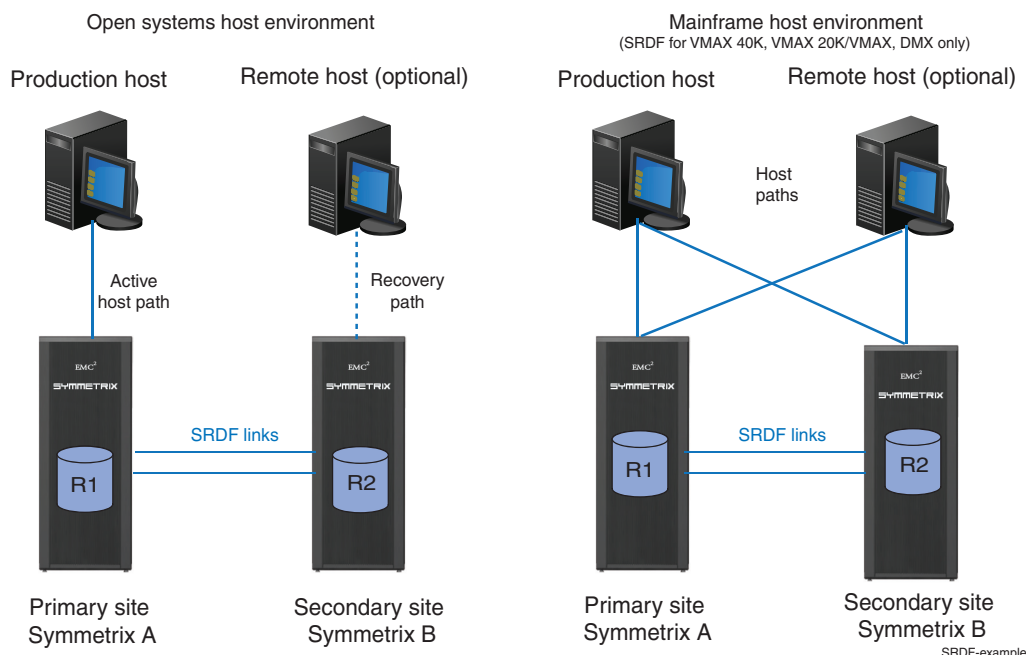 Open systems host environment
Production host
Remote host (optional)
Active
host path
Recovery
path
EMC²
SYMMETRIX
EMC²
SYMMETRIX
SRDF links
R1
R2
Primary site
Symmetrix A
Secondary site
Symmetrix B
Mainframe host environment
(SRDF for VMAX 40K, VMAX 20K/VMAX, DMX only)
Production host
Remote host (optional)
Host
paths
EMC²
SYMMETRIX
EMC²
SYMMETRIX
SRDF links
R1
R2
Primary site
Symmetrix A
Secondary site
Symmetrix B
SRDF-example